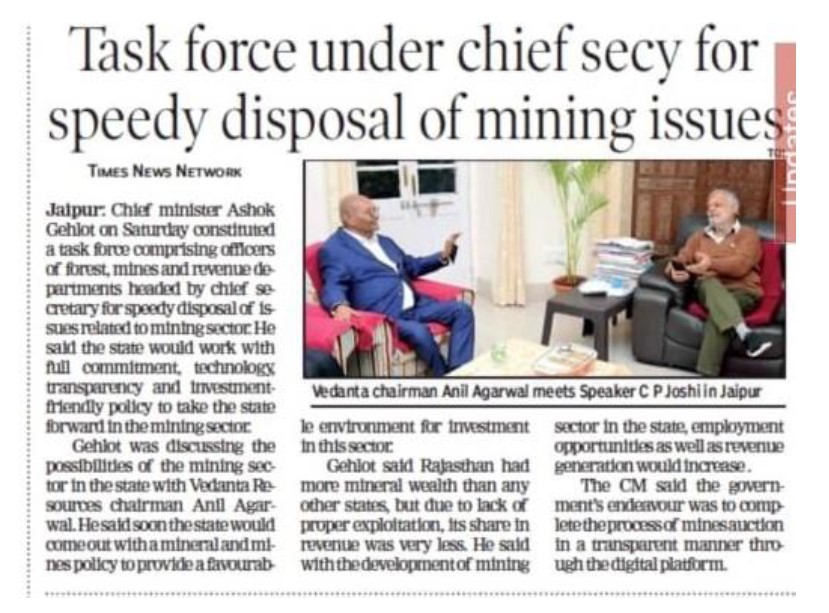 Task force under chief secy for
speedy disposal of mining issues
TIMES NEWS NETWORK
Jaipur: Chief minister Ashok
Gehlot on Saturday constituted
a task force comprising officers
of forest, mines and revenue de-
partments headed by chief se-
cretary for speedy disposal of is-
sues related to mining sector. He
said the state would work with
full commitment, technology,
transparency and investment-
friendly policy to take the state
forward in the mining sector.
Gehlot was discussing the
possibilities of the mining sec-
tor in the state with Vedanta Re-
sources chairman Anil Agar-
wal. He said soon the state would
come out with a mineral and mi-
nes policy to provide a favourab-
Vedanta chairman Anil Agarwal meets Speaker C P Joshi in Jaipur
le environment for investment
in this sector.
Gehlot said Rajasthan had
more mineral wealth than any
other states, but due to lack of
proper exploitation, its share in
revenue was very less. He said
with the development of mining
sector in the state, employment
opportunities as well as revenue
generation would increase.
The CM said the govern-
ment's endeavour was to comp-
lete the process of mines auction
in a transparent manner thro-
ugh the digital platform.
Updates